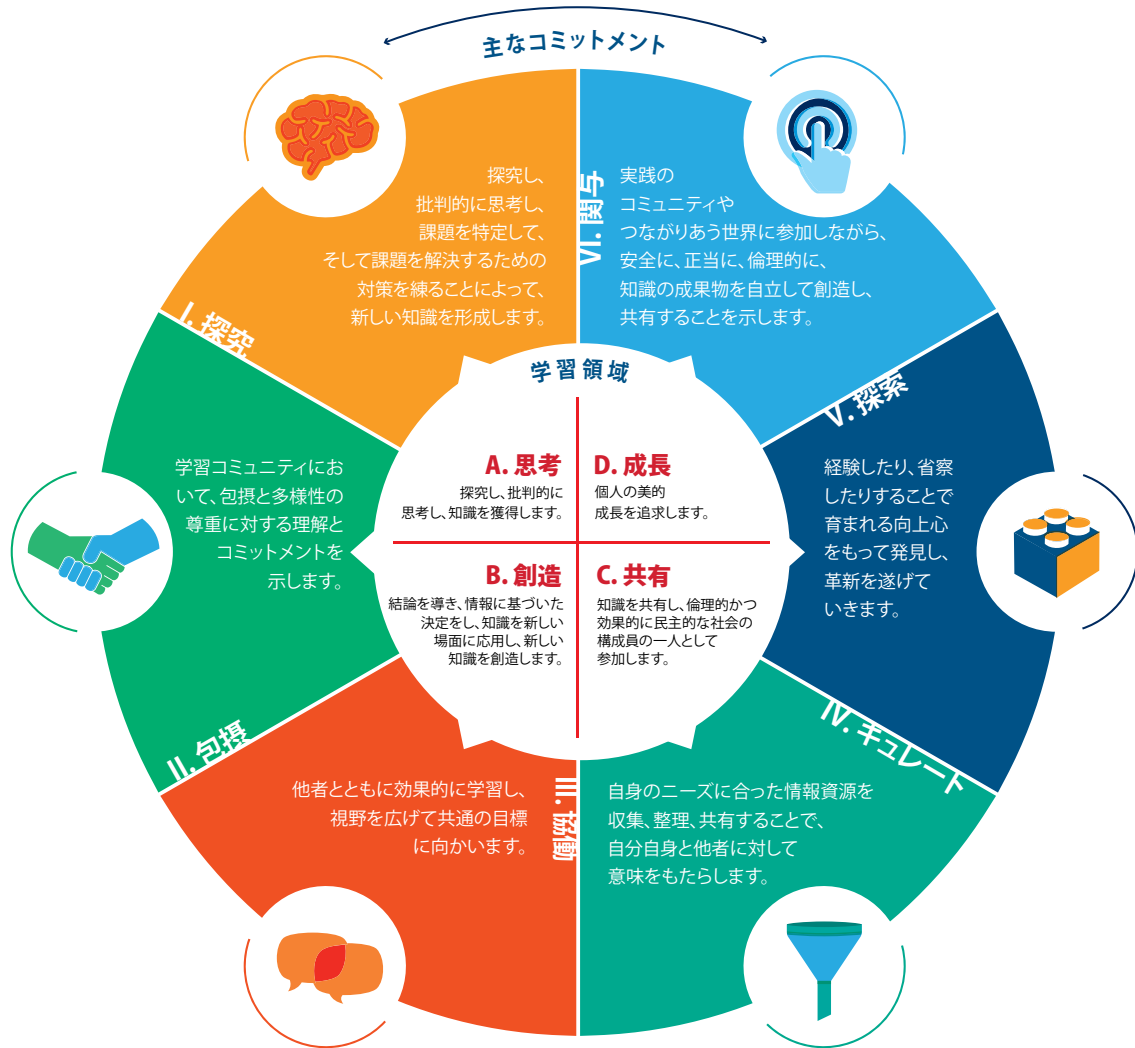 主なコミットメント
I. 探究
探究し、
批判的に思考し、
課題を特定して、
そして課題を解決するための
対策を練ることによって、
新しい知識を形成します。
II. 包摂
学習コミュニティにお
いて、包摂と多様性の
尊重に対する理解と
コミットメントを
示します。
III. 協働
他者とともに効果的に学習し、
視野を広げて共通の目標
に向かいます。
IV. キュレート
自身のニーズに合った情報資源を
収集、整理、共有することで、
自分自身と他者に対して
意味をもたらします。
V. 探索
経験したり、省察
したりすることで
育まれる向上心
をもって発見し、
革新を遂げて
いきます。
VI. 関与
実践の
コミュニティや
つながりあう世界に参加しながら、
安全に、正当に、倫理的に、
知識の成果物を自立して創造し、
共有することを示します。
学習領域
A. 思考
探究し、批判的に
思考し、知識を獲得します。
B. 創造
結論を導き、情報に基づいた
決定をし、知識を新しい
場面に応用し、新しい
知識を創造します。
C. 共有
知識を共有し、倫理的かつ
効果的に民主的な社会の
構成員の一人として
参加します。
D. 成長
個人の美的
成長を追求します。